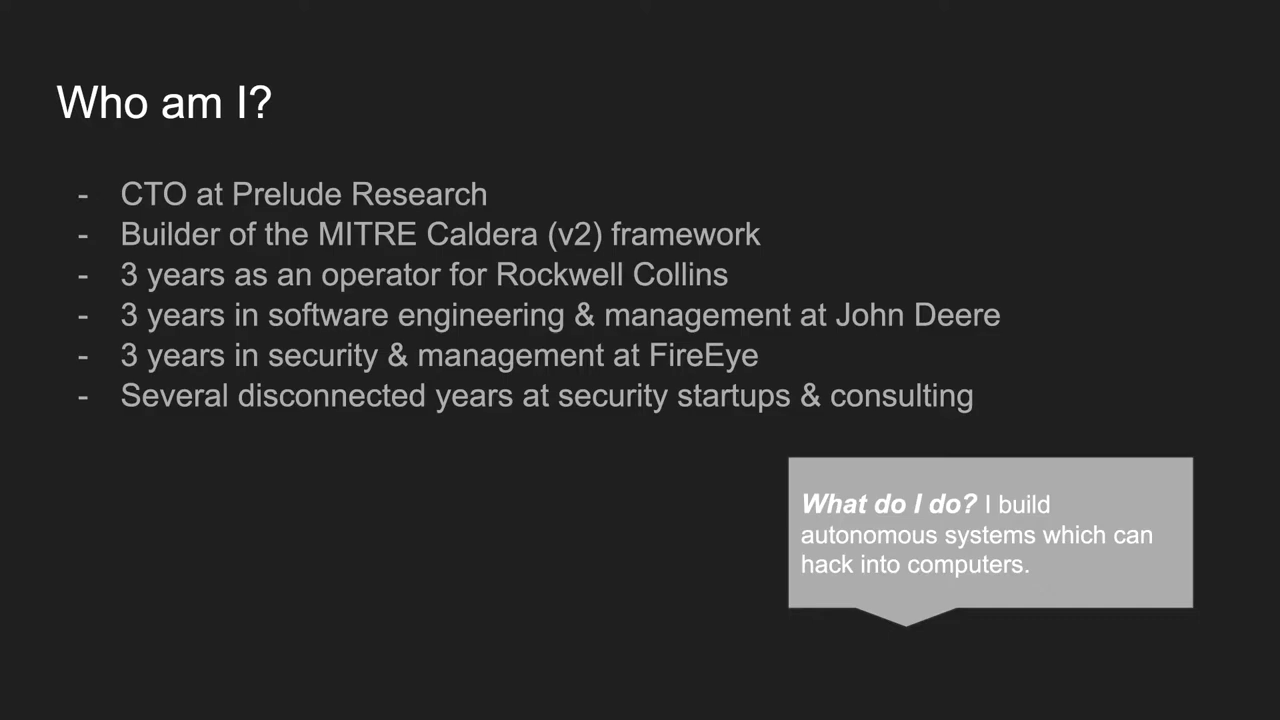 Who am I?
- CTO at Prelude Research
- Builder of the MITRE Caldera (v2) framework
- 3 years as an operator for Rockwell Collins
- 3 years in software engineering & management at John Deere
- 3 years in security & management at FireEye
- Several disconnected years at security startups & consulting
What do I do? I build
autonomous systems which can
hack into computers.